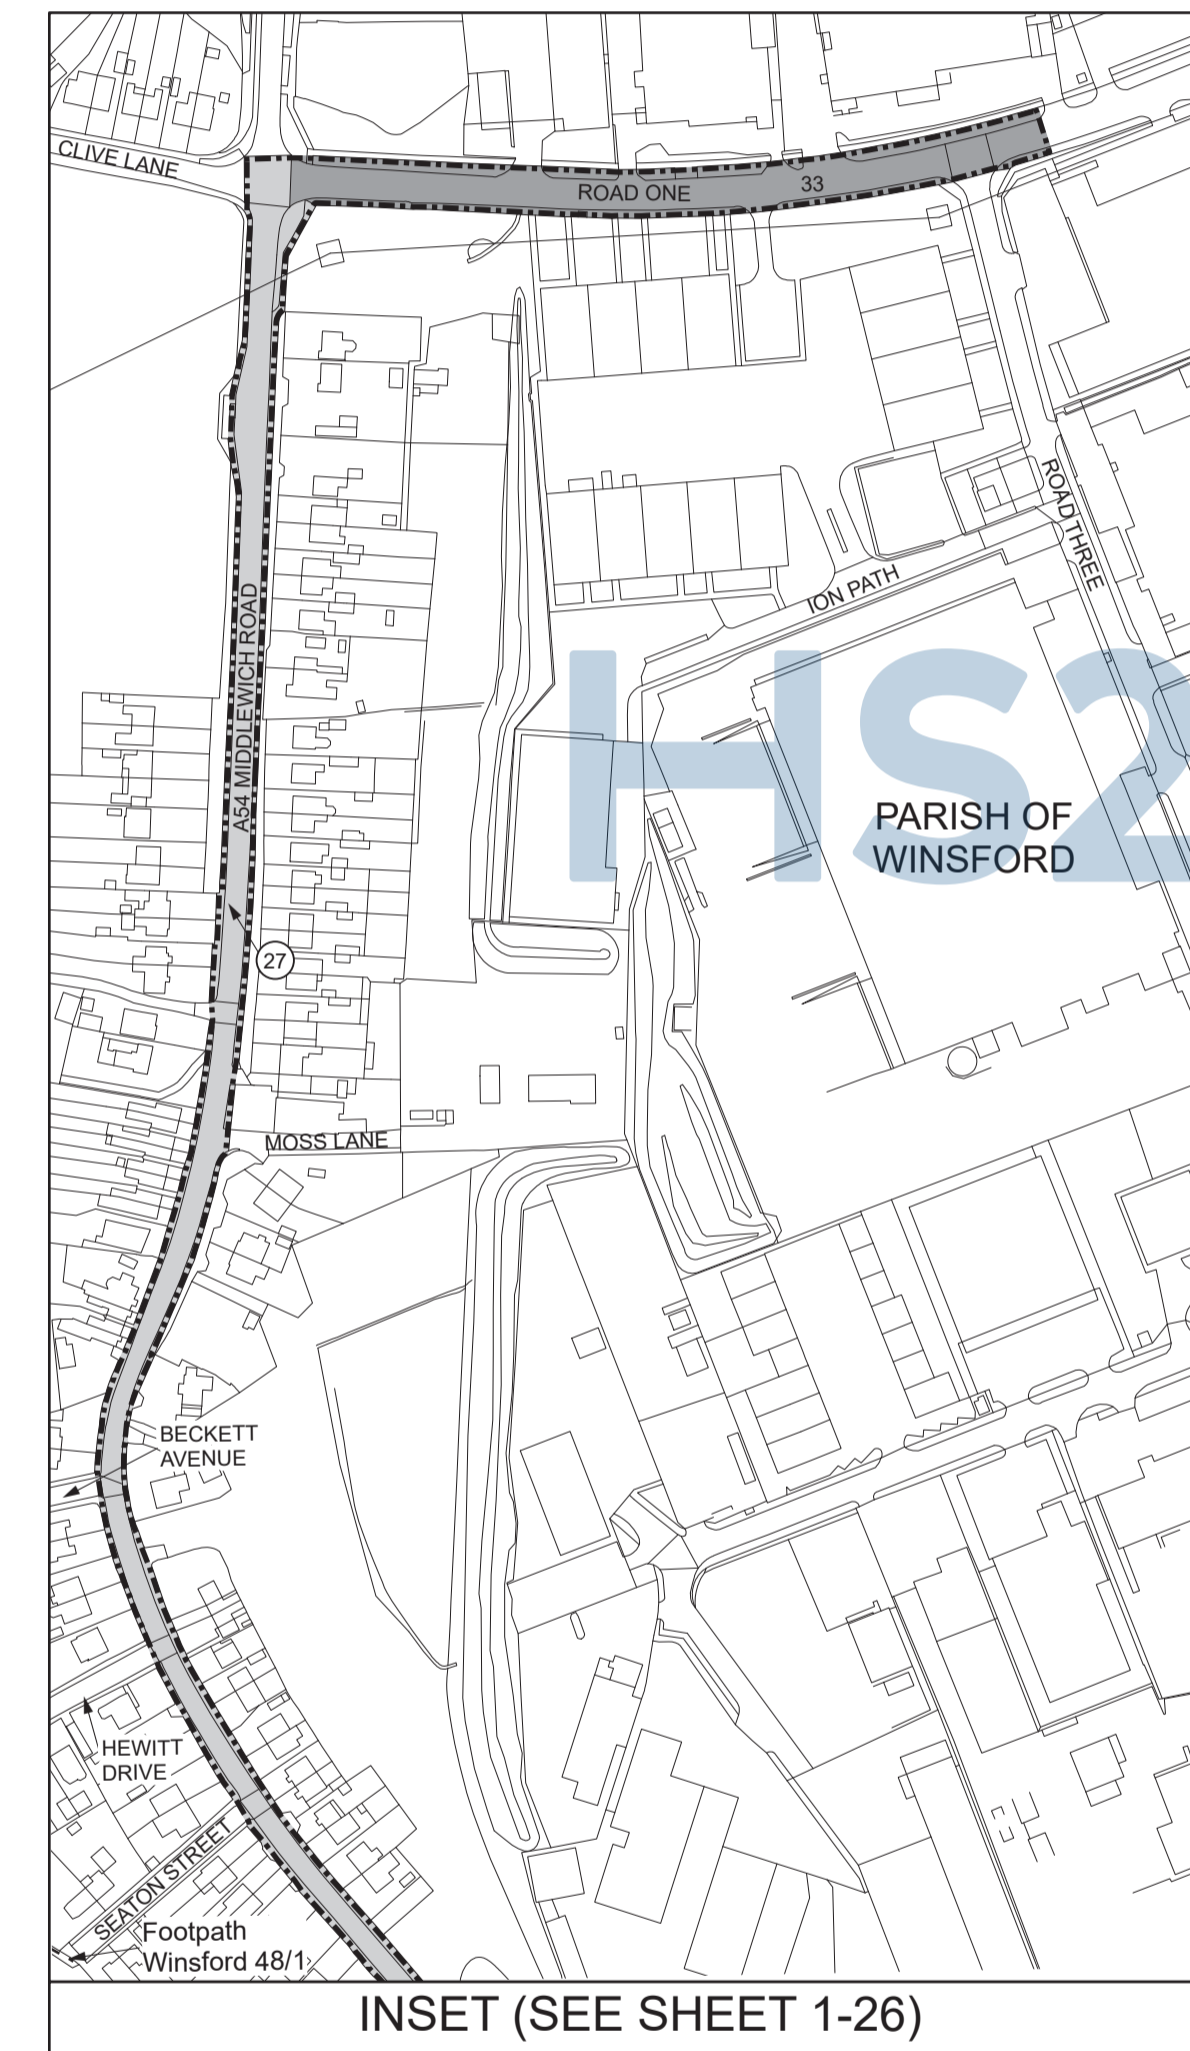 CLIVE LANE
ROAD ONE
33
ROAD THREE
ION PATH
A54 MIDDLEWICH ROAD
HS2
PARISH OF
WINSFORD
27
MOSS LANE
BECKETT
AVENUE
HEWITT
DRIVE
SEATON STREET
Footpath
Winsford 48/1
INSET (SEE SHEET 1-26)